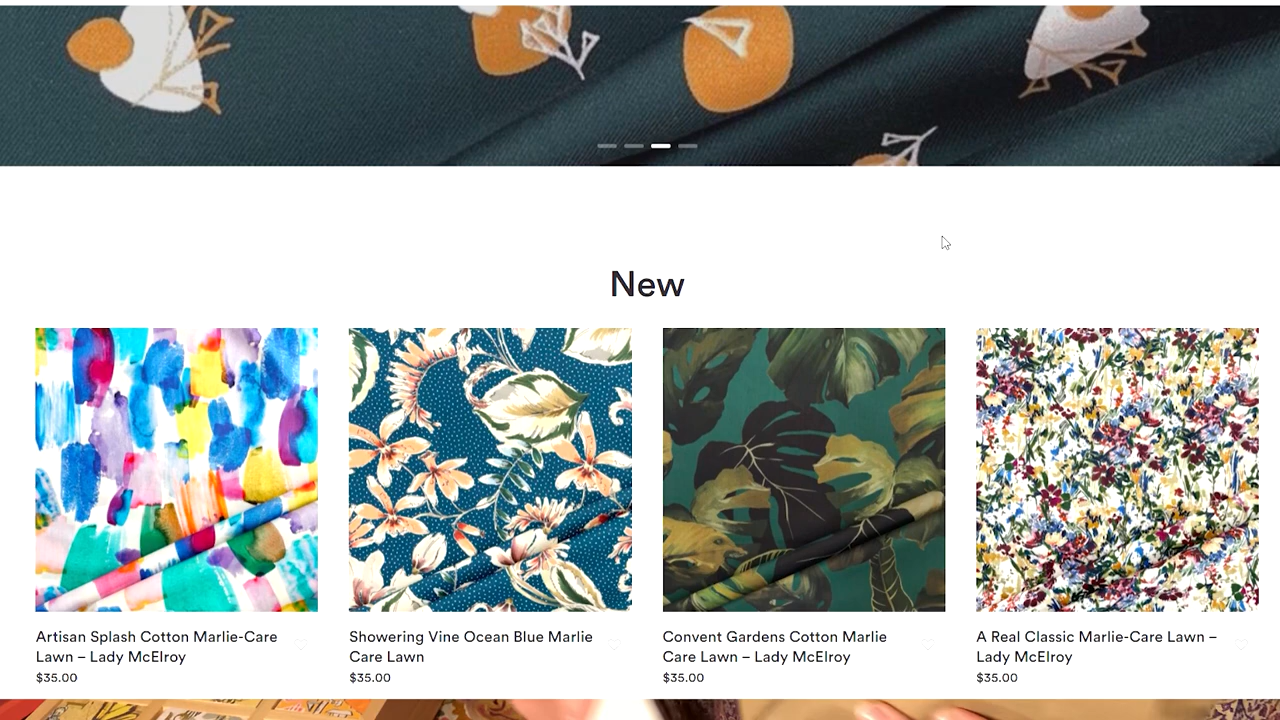 New
Artisan Splash Cotton Marlie-Care
Lawn – Lady McElroy
$35.00
Showering Vine Ocean Blue Marlie
Care Lawn
$35.00
Convent Gardens Cotton Marlie
Care Lawn – Lady McElroy
$35.00
A Real Classic Marlie-Care Lawn –
Lady McElroy
$35.00